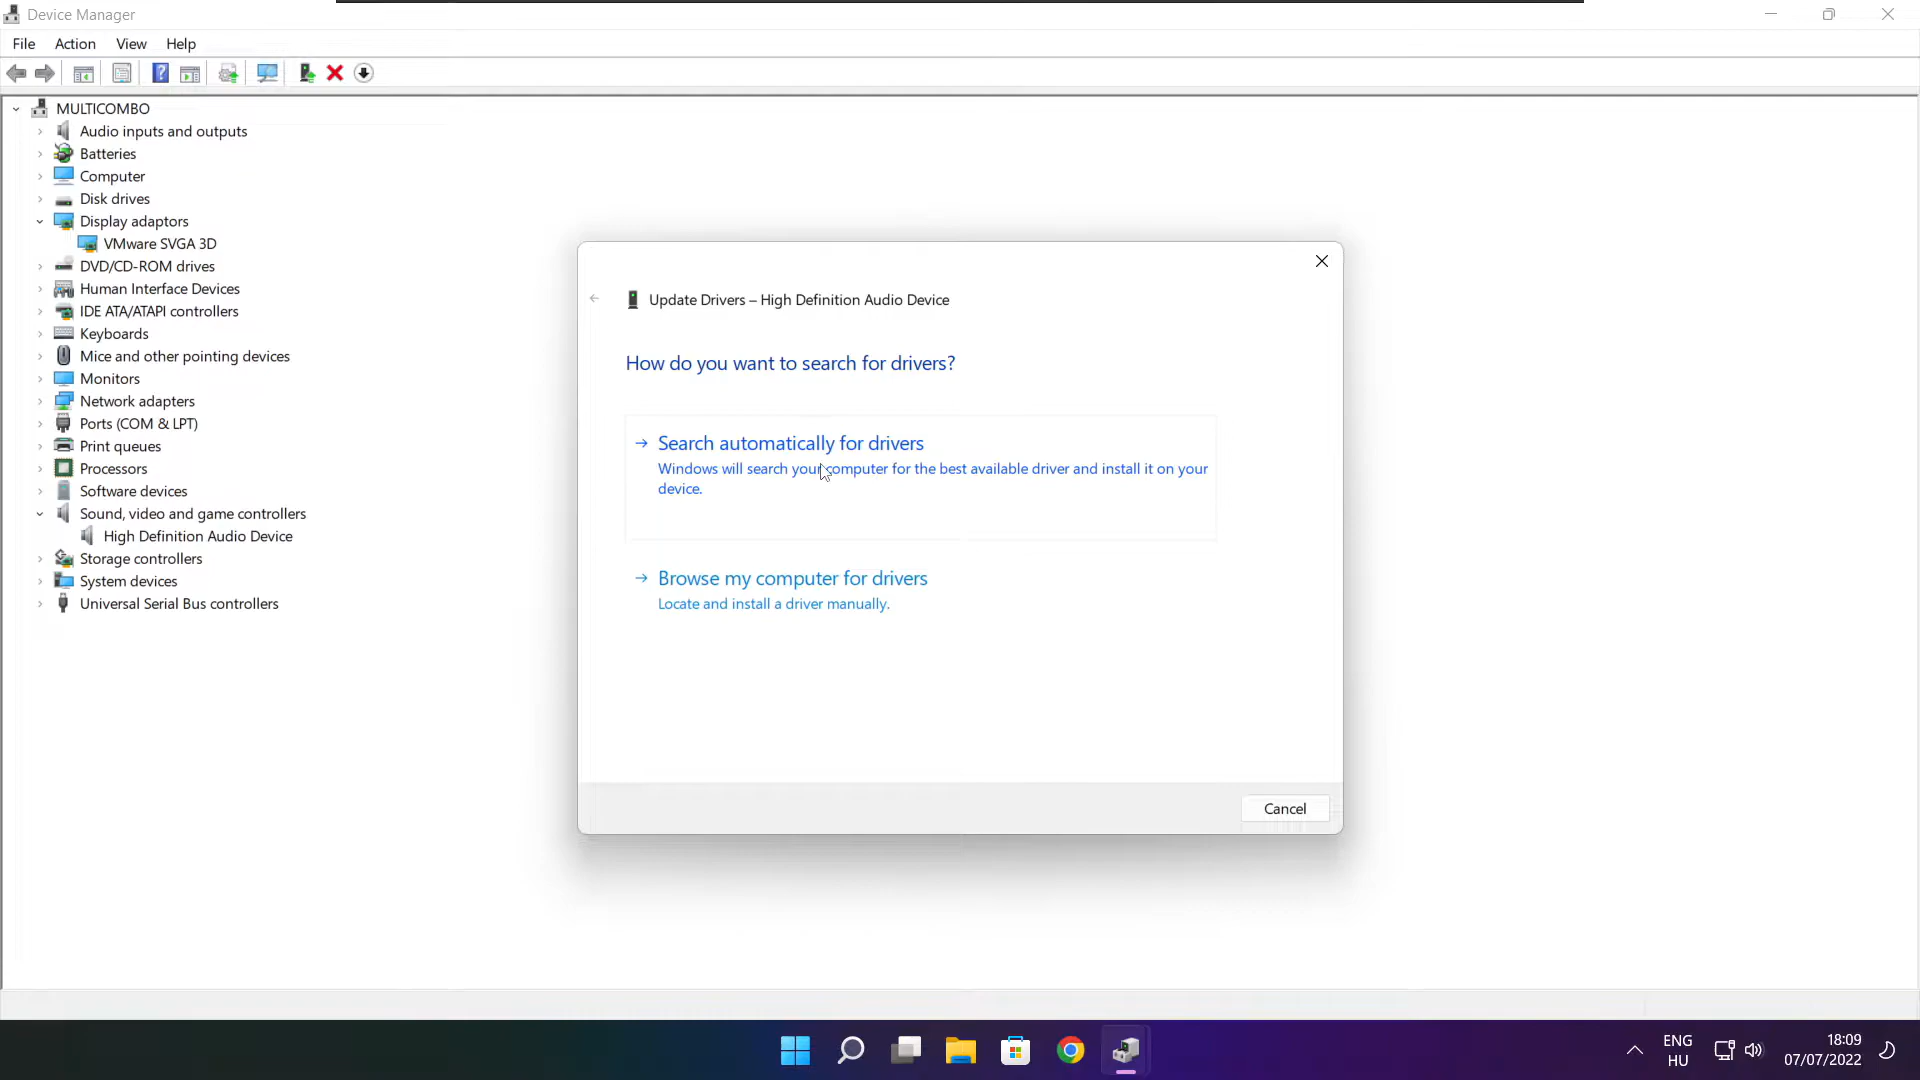 Device Manager
File Action View Help
MULTICOMBO
Audio inputs and outputs
Batteries
Computer
Disk drives
Display adaptors
VMware SVGA 3D
DVD/CD-ROM drives
Human Interface Devices
IDE ATA/ATAPI controllers
Keyboards
Mice and other pointing devices
Monitors
Network adapters
Ports (COM & LPT)
Print queues
Processors
Software devices
Sound, video and game controllers
High Definition Audio Device
Storage controllers
System devices
Universal Serial Bus controllers
Update Drivers – High Definition Audio Device
How do you want to search for drivers?
Search automatically for drivers
Windows will search your computer for the best available driver and install it on your
device.
Browse my computer for drivers
Locate and install a driver manually.
Cancel
ENG
HU
18:09
07/07/2022